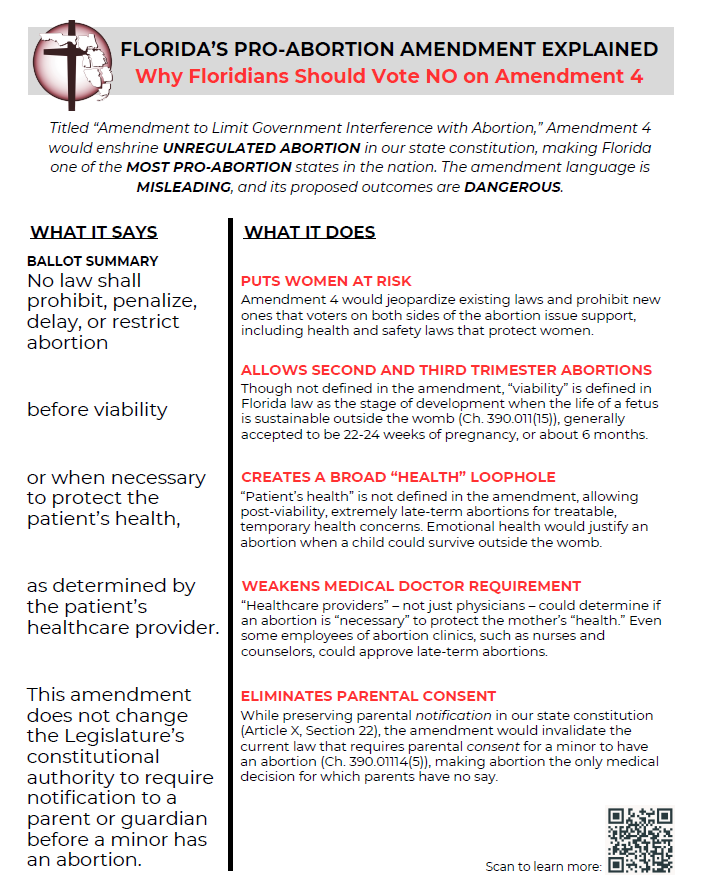 FLORIDA’S PRO-ABORTION AMENDMENT EXPLAINED
Why Floridians Should Vote NO on Amendment 4
Titled “Amendment to Limit Government Interference with Abortion,” Amendment 4
would enshrine UNREGULATED ABORTION in our state constitution, making Florida
one of the MOST PRO-ABORTION states in the nation. The amendment language is
MISLEADING, and its proposed outcomes are DANGEROUS.
WHAT IT SAYS
BALLOT SUMMARY
No law shall
prohibit, penalize,
delay, or restrict
abortion
before viability
or when necessary
to protect the
patient’s health,
as determined by
the patient’s
healthcare provider.
This amendment
does not change
the Legislature’s
constitutional
authority to require
notification to a
parent or guardian
before a minor has
an abortion.
WHAT IT DOES
PUTS WOMEN AT RISK
Amendment 4 would jeopardize existing laws and prohibit new
ones that voters on both sides of the abortion issue support,
including health and safety laws that protect women.
ALLOWS SECOND AND THIRD TRIMESTER ABORTIONS
Though not defined in the amendment, “viability” is defined in
Florida law as the stage of development when the life of a fetus
is sustainable outside the womb (Ch. 390.011(15)), generally
accepted to be 22-24 weeks of pregnancy, or about 6 months.
CREATES A BROAD “HEALTH” LOOPHOLE
“Patient’s health” is not defined in the amendment, allowing
post-viability, extremely late-term abortions for treatable,
temporary health concerns. Emotional health would justify an
abortion when a child could survive outside the womb.
WEAKENS MEDICAL DOCTOR REQUIREMENT
“Healthcare providers” – not just physicians – could determine if
an abortion is “necessary” to protect the mother’s “health.” Even
some employees of abortion clinics, such as nurses and
counselors, could approve late-term abortions.
ELIMINATES PARENTAL CONSENT
While preserving parental notification in our state constitution
(Article X, Section 22), the amendment would invalidate the
current law that requires parental consent for a minor to have
an abortion (Ch. 390.01114(5)), making abortion the only medical
decision for which parents have no say.
Scan to learn more: